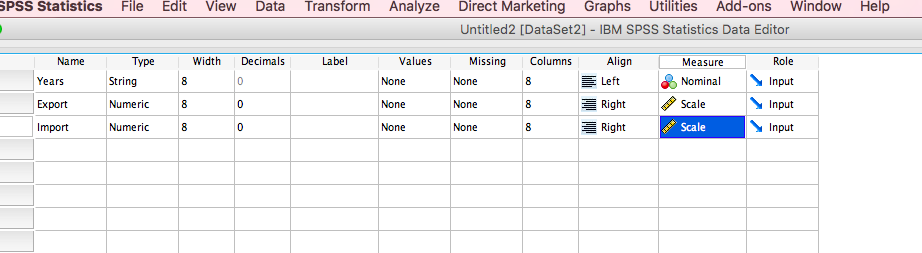 SPSS Statistics File Edit View Data Transform Analyze Direct Marketing Graphs Utilities Add-ons Window Help
Untitled2 [DataSet2] - IBM SPSS Statistics Data Editor
Name Type Width Decimals Label Values Missing Columns Align Measure Role
Years String 8 0 None None 8 Left Nominal Input
Export Numeric 8 0 None None 8 Right Scale Input
Import Numeric 8 0 None None 8 Right Scale Input